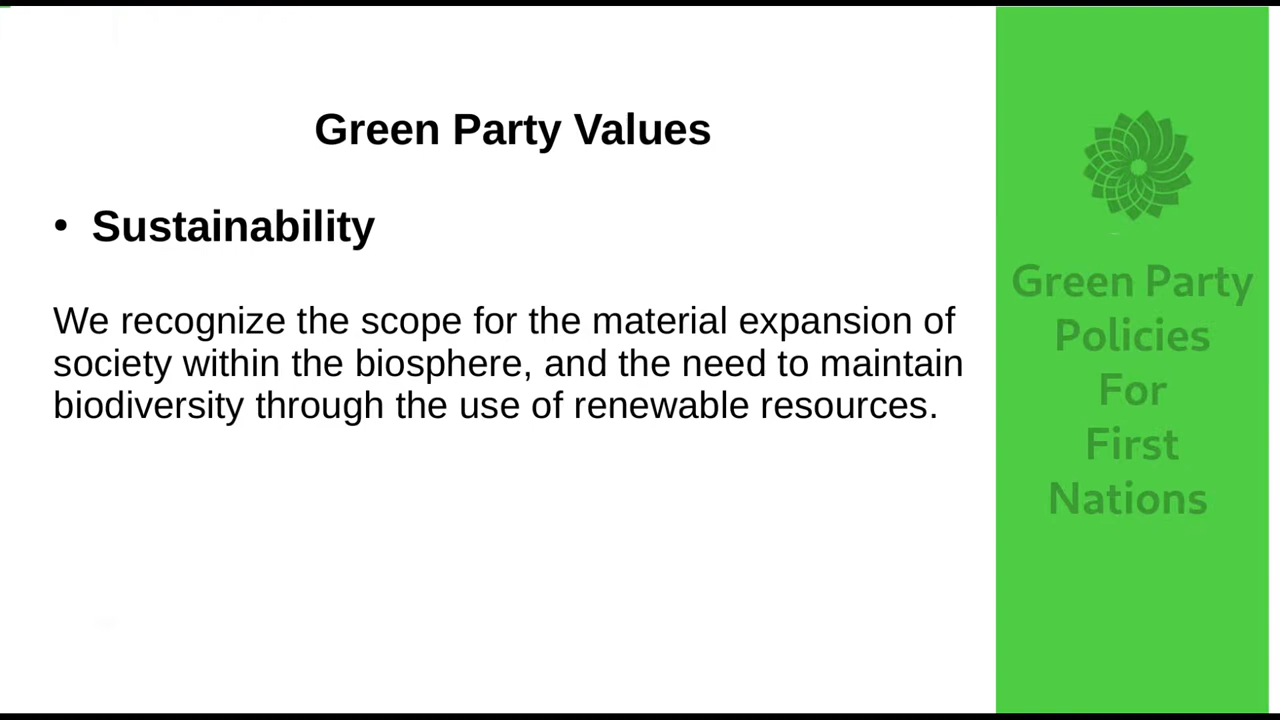 Green Party Values
• Sustainability
We recognize the scope for the material expansion of
society within the biosphere, and the need to maintain
biodiversity through the use of renewable resources.
Green Party
Policies
For
First
Nations